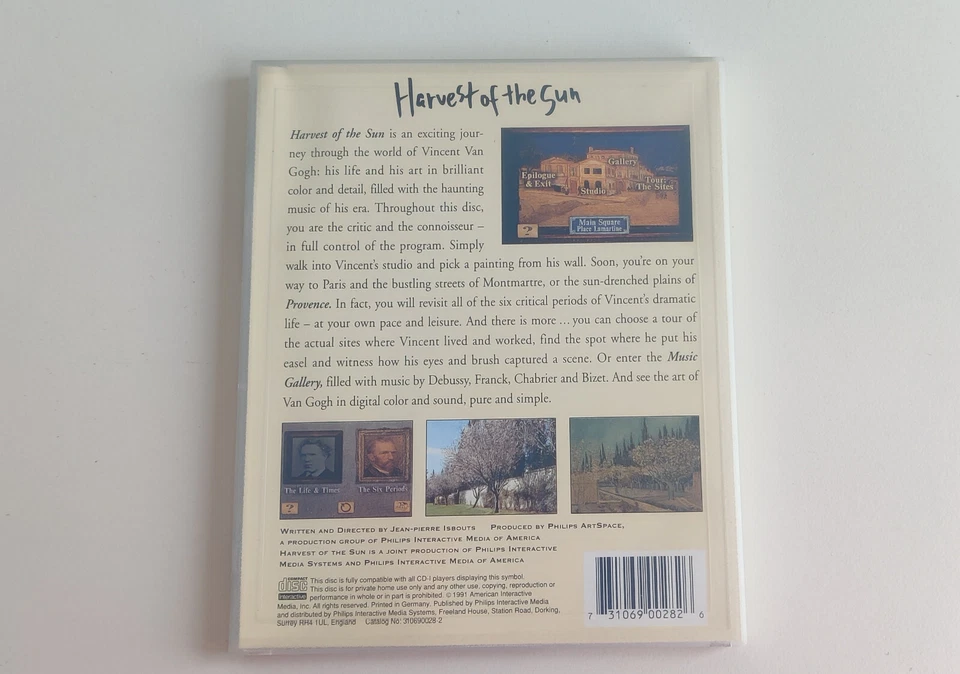 Harvest of the Sun
Harvest of the Sun is an exciting jour-
ney through the world of Vincent Van
Gogh: his life and his art in brilliant
color and detail, filled with the haunting
music of his era. Throughout this disc,
you are the critic and the connoisseur –
in full control of the program. Simply
walk into Vincent's studio and pick a painting from his wall. Soon, you're on your
way to Paris and the bustling streets of Montmartre, or the sun-drenched plains of
Provence. In fact, you will revisit all of the six critical periods of Vincent's dramatic
life – at your own pace and leisure. And there is more ... you can choose a tour of
the actual sites where Vincent lived and worked, find the spot where he put his
easel and witness how his eyes and brush captured a scene. Or enter the Music
Gallery, filled with music by Debussy, Franck, Chabrier and Bizet. And see the art of
Van Gogh in digital color and sound, pure and simple.
Gallery
Epilogue
& Exit
Studio
Tour:
The Sites
Main Square
Place Lamartine
?
The Life & Times
The Six Periods
?
WRITTEN AND DIRECTED BY JEAN-PIERRE ISBOUTS PRODUCED BY PHILIPS ARTSPACE,
A PRODUCTION GROUP OF PHILIPS INTERACTIVE MEDIA OF AMERICA
HARVEST OF THE SUN IS A JOINT PRODUCTION OF PHILIPS INTERACTIVE
MEDIA SYSTEMS AND PHILIPS INTERACTIVE MEDIA OF AMERICA
COMPACT
disc
Interactive
This disc is fully compatible with all CD-I players displaying this symbol.
This disc is for private home use only and any other use, copying, reproduction or
performance in whole or in part is prohibited. © 1991 American Interactive
Media, Inc. All rights reserved. Printed in Germany. Published by Philips Interactive Media
and distributed by Philips Interactive Media Systems, Freeland House, Station Road, Dorking,
Surrey RH4 1UL, England Catalog No: 310690028-2
7 31069 00282 6